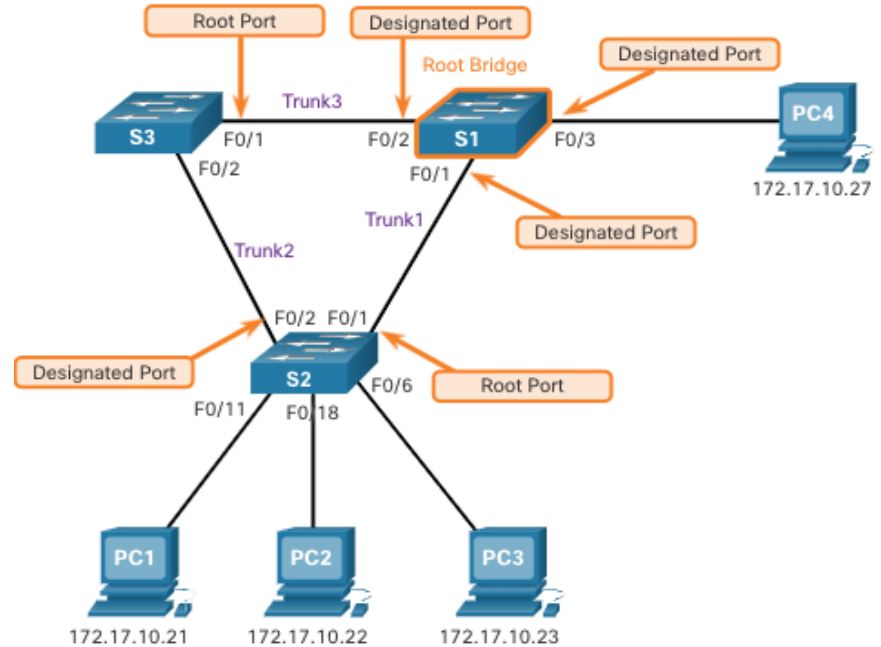 Root Port
Designated Port
Root Bridge
Designated Port
Trunk3
S3
F0/1
F0/2
S1
F0/3
PC4
F0/2
F0/1
172.17.10.27
Trunk1
Designated Port
Trunk2
F0/2
F0/1
Designated Port
S2
F0/6
Root Port
F0/11
F0/18
PC1
PC2
PC3
172.17.10.21
172.17.10.22
172.17.10.23